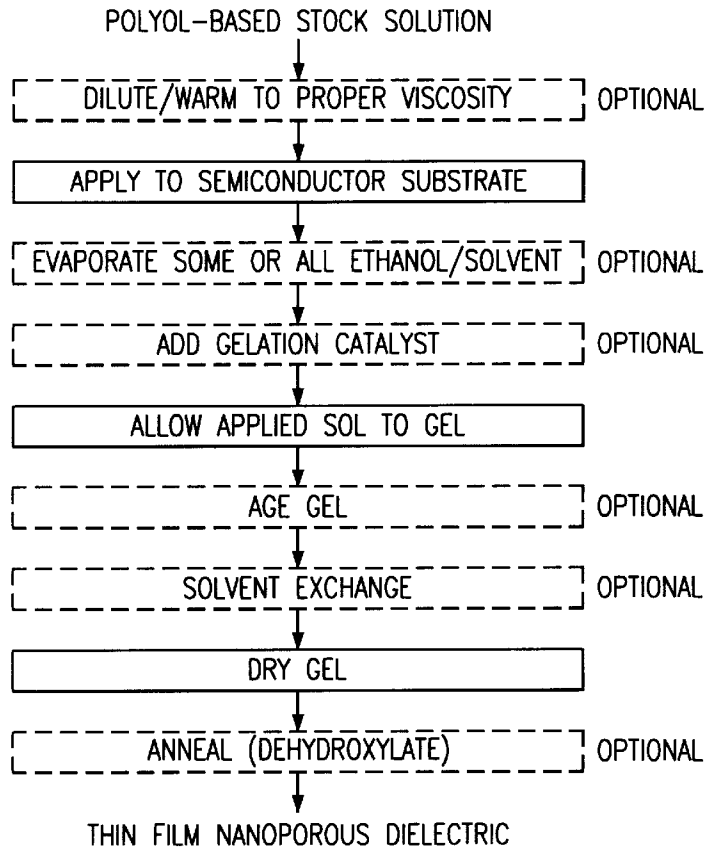 POLYOL-BASED STOCK SOLUTION
DILUTE/WARM TO PROPER VISCOSITY OPTIONAL
APPLY TO SEMICONDUCTOR SUBSTRATE
EVAPORATE SOME OR ALL ETHANOL/SOLVENT OPTIONAL
ADD GELATION CATALYST OPTIONAL
ALLOW APPLIED SOL TO GEL
AGE GEL OPTIONAL
SOLVENT EXCHANGE OPTIONAL
DRY GEL
ANNEAL (DEHYDROXYLATE) OPTIONAL
THIN FILM NANOPOROUS DIELECTRIC